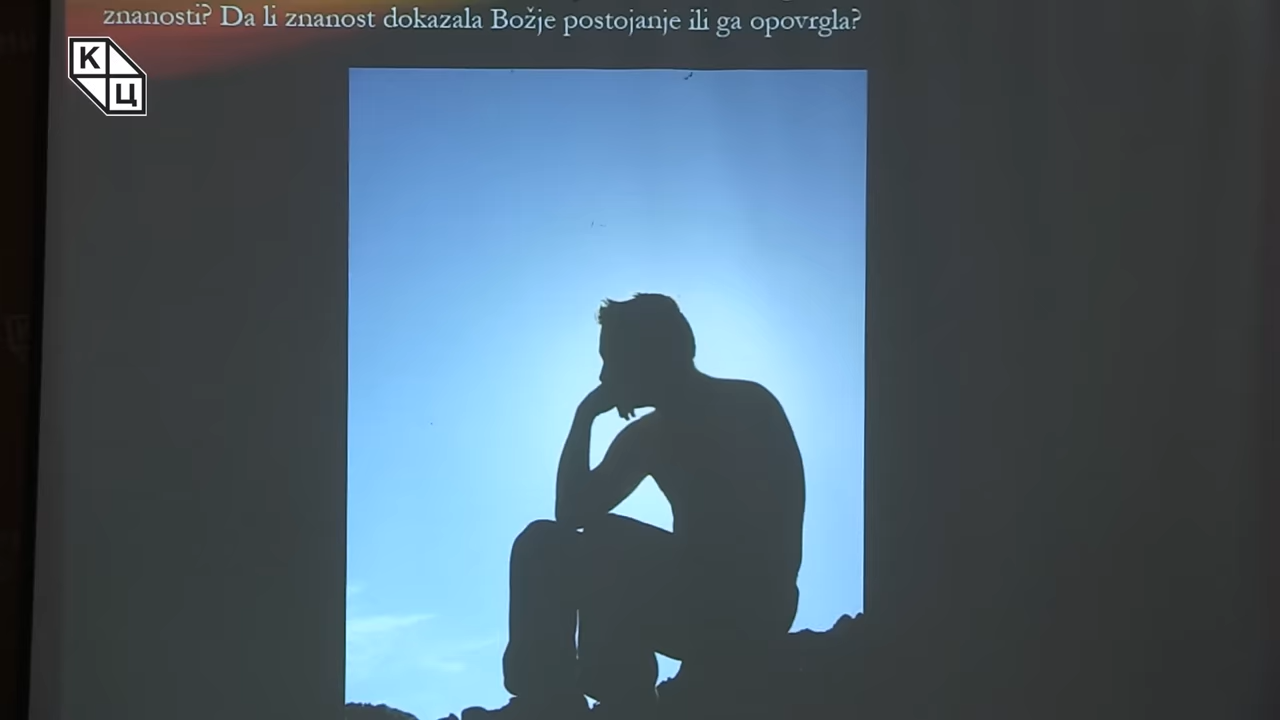 znanosti? Da li znanost dokazala Božje postojanje ili ga opovrgla?
К
Ц